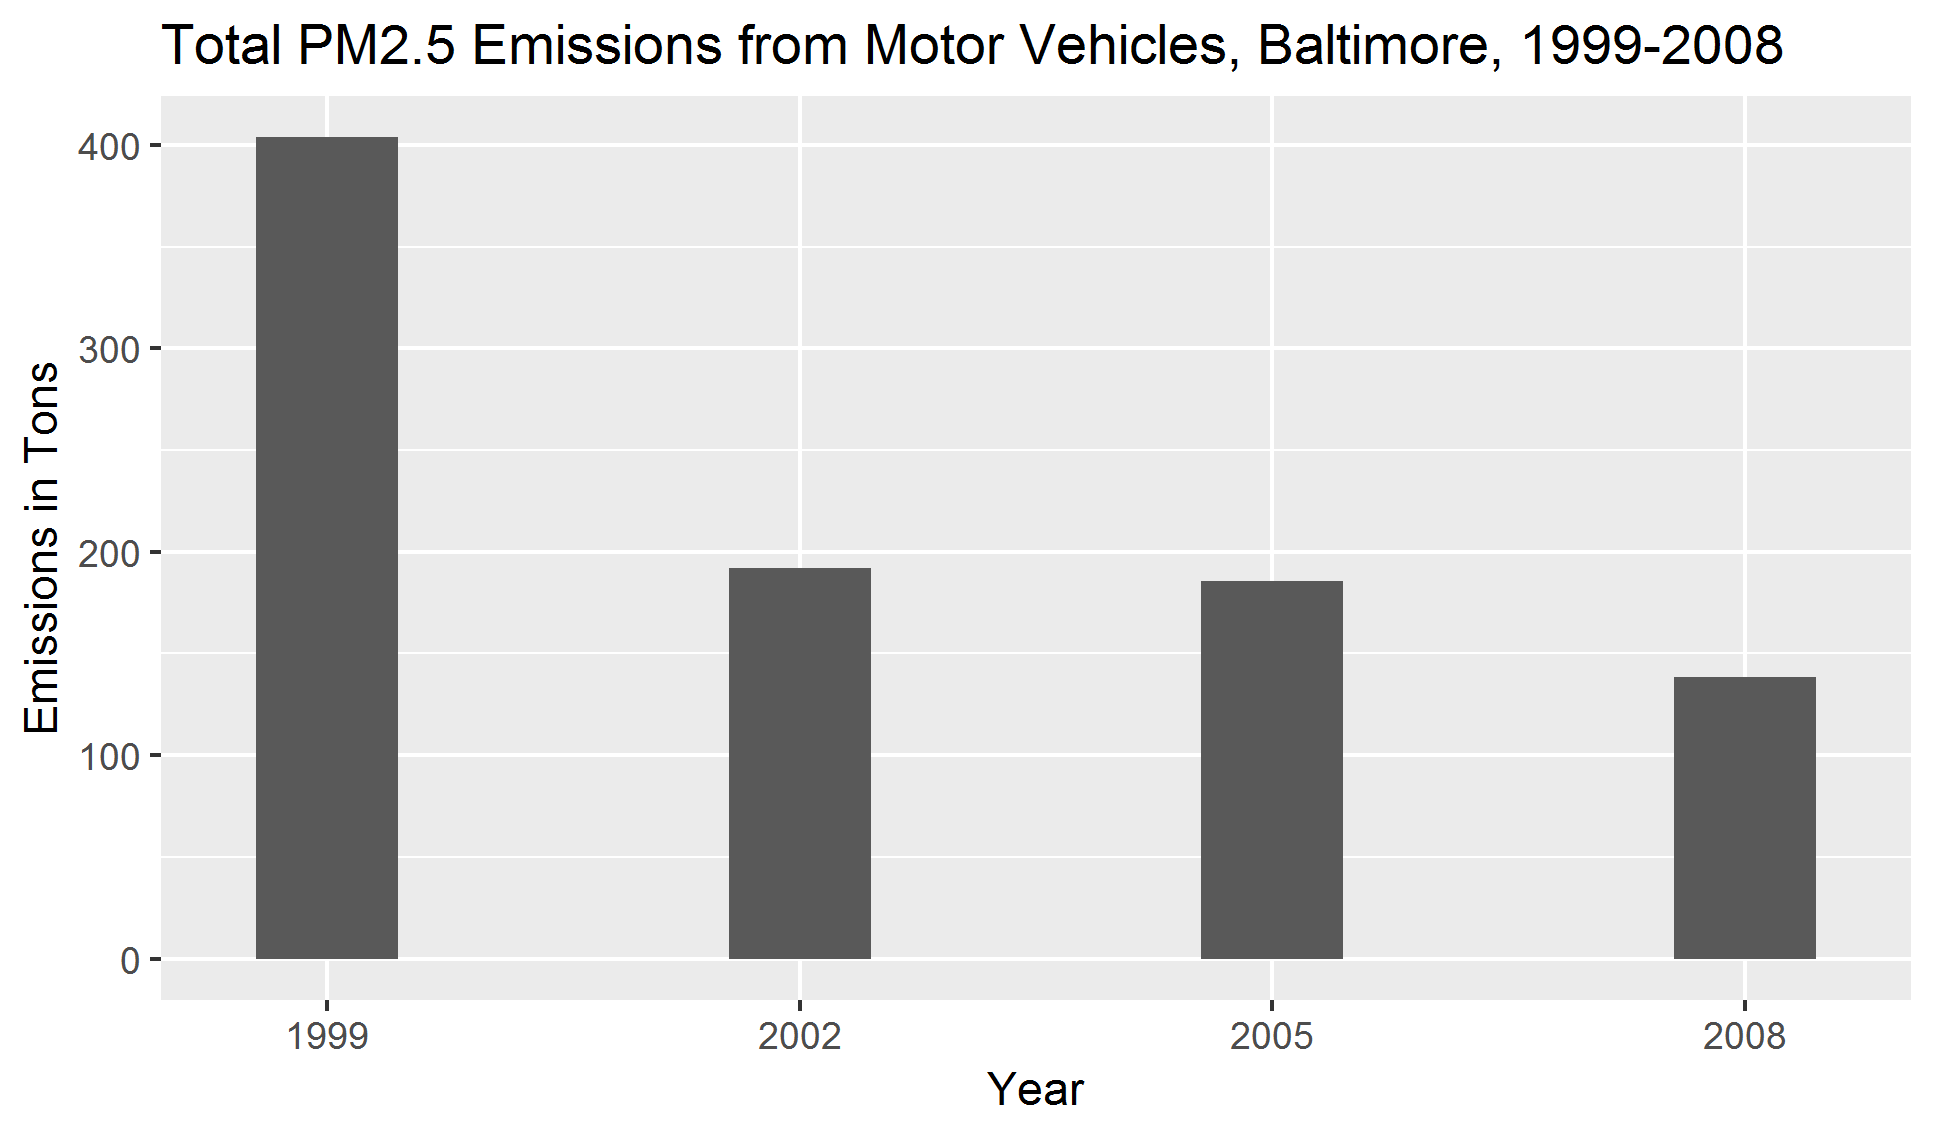 Total PM2.5 Emissions from Motor Vehicles, Baltimore, 1999-2008
Emissions in Tons
400
300
200
100
0
1999 2002 2005 2008
Year